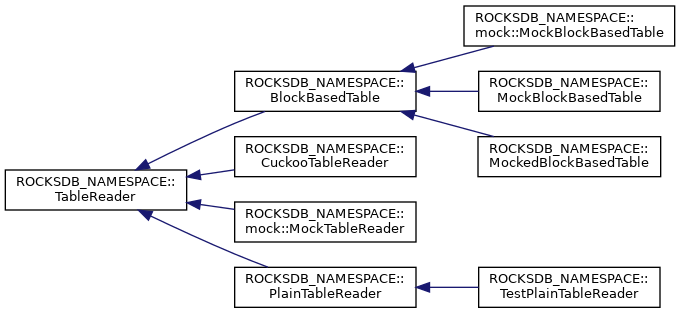 ROCKSDB_NAMESPACE::
mock::MockBlockBasedTable
ROCKSDB_NAMESPACE::
BlockBasedTable
ROCKSDB_NAMESPACE::
MockBlockBasedTable
ROCKSDB_NAMESPACE::
CuckooTableReader
ROCKSDB_NAMESPACE::
MockedBlockBasedTable
ROCKSDB_NAMESPACE::
TableReader
ROCKSDB_NAMESPACE::
mock::MockTableReader
ROCKSDB_NAMESPACE::
PlainTableReader
ROCKSDB_NAMESPACE::
TestPlainTableReader